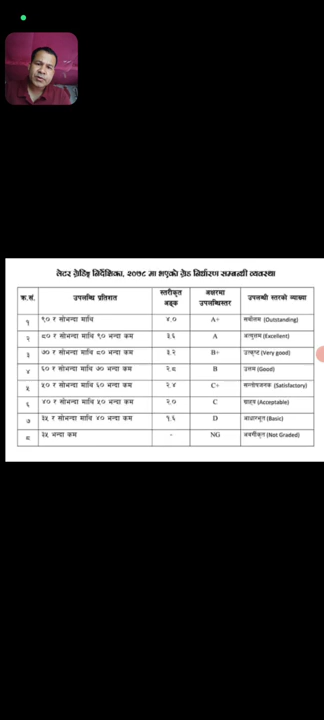 लेटर ग्रेडिङ्ग निर्देशिका, २०७८ मा भएको ग्रेड निर्धारण सम्बन्धी व्यवस्था
क्र.सं. उपलब्धि प्रतिशत स्तरीकृत अङ्क अक्षरमा उपलब्धिस्तर उपलब्धी स्तरको व्याख्या
१ ९० र सोभन्दा माथि ४.० A+ सर्वोत्तम (Outstanding)
२ ८० र सोभन्दा माथि ९० भन्दा कम ३.६ A अत्युत्तम (Excellent)
३ ७० र सोभन्दा माथि ८० भन्दा कम ३.२ B+ उत्कृष्ट (Very good)
४ ६० र सोभन्दा माथि ७० भन्दा कम २.८ B उत्तम (Good)
५ ५० र सोभन्दा माथि ६० भन्दा कम २.४ C+ सन्तोषजनक (Satisfactory)
६ ४० र सोभन्दा माथि ५० भन्दा कम २.० C ग्राह्य (Acceptable)
७ ३५ र सोभन्दा माथि ४० भन्दा कम १.६ D आधारभूत (Basic)
८ ३५ भन्दा कम - NG अवर्गीकृत (Not Graded)